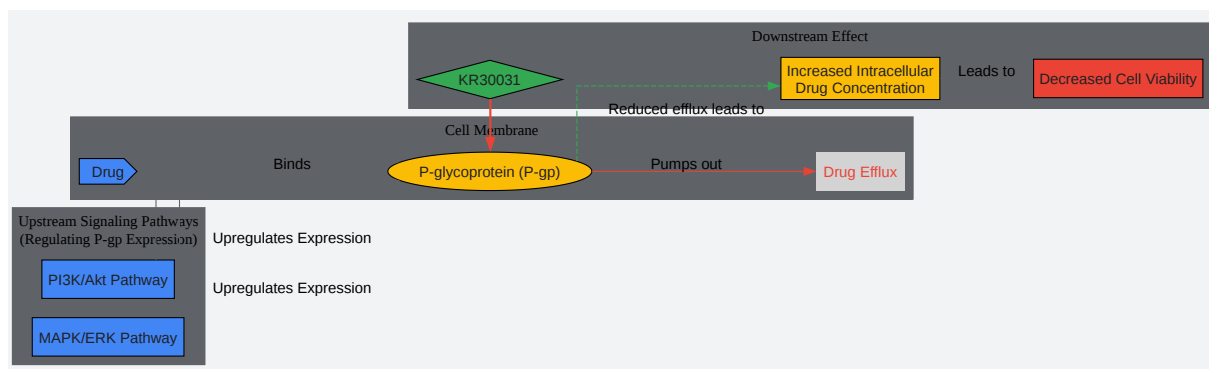 Downstream Effect
KR30031
Increased Intracellular
Drug Concentration
Leads to
Decreased Cell Viability
Reduced efflux leads to
Cell Membrane
Drug
Binds
P-glycoprotein (P-gp)
Pumps out
Drug Efflux
Upstream Signaling Pathways
(Regulating P-gp Expression)
Upregulates Expression
PI3K/Akt Pathway
Upregulates Expression
MAPK/ERK Pathway